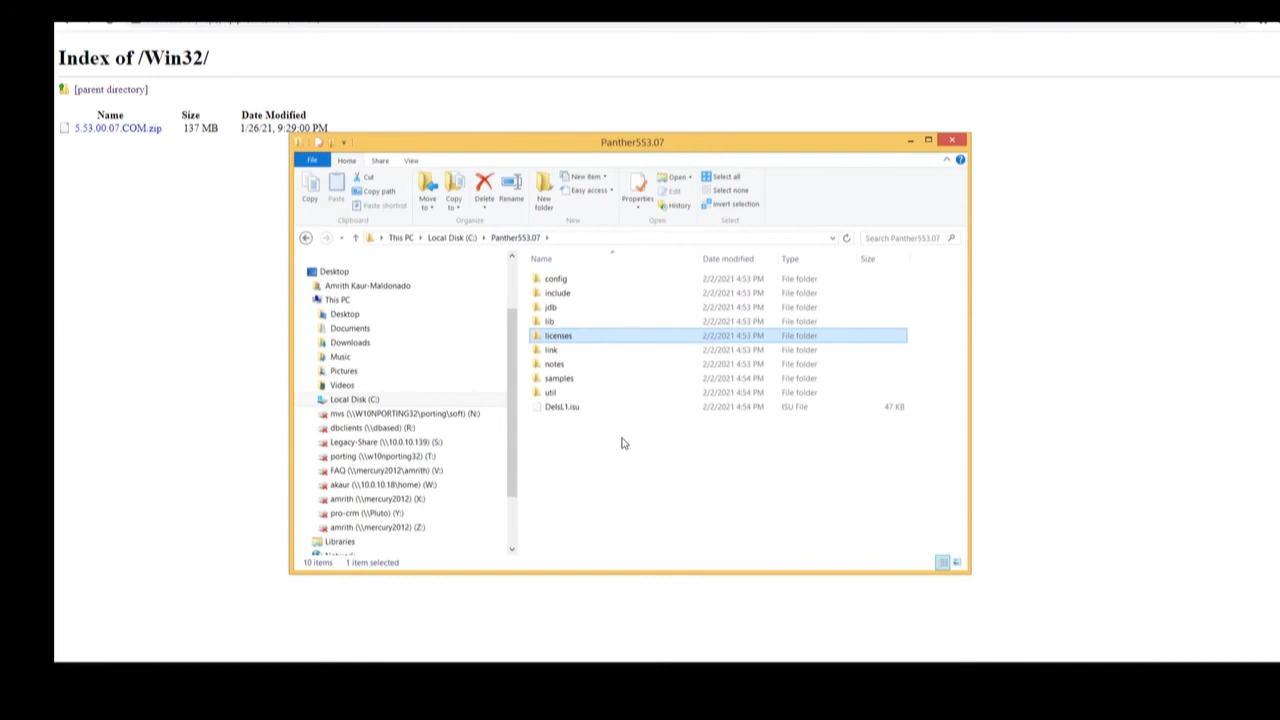 Index of /Win32/
[parent directory]
Name Size Date Modified
5.53.00.07.COM.zip 137 MB 1/26/21, 9:29:00 PM
Panther553.07
File Home Share View
Copy
Paste
Cut
Copy path
Paste shortcut
Clipboard
Move to
Copy to
Delete
Rename
Organize
New folder
New item
Easy access
New
Properties
Open
Edit
History
Open
Select all
Select none
Invert selection
Select
This PC Local Disk (C:) Panther553.07
Search Panther553.07
Desktop
Amrith Kaur-Maldonado
This PC
Desktop
Documents
Downloads
Music
Pictures
Videos
Local Disk (C:)
mvs (\\W10NPORTING32\porting\soft) (N:)
dbclients (\\dbased) (R:)
Legacy-Share (\\10.0.10.139) (S:)
porting (\\w10nporting32) (T:)
FAQ (\\mercury2012\amrith) (V:)
akaur (\\10.0.10.18\home) (W:)
amrith (\\mercury2012) (X:)
pro-crm (\\Pluto) (Y:)
amrith (\\mercury2012) (Z:)
Libraries
Name Date modified Type Size
config 2/2/2021 4:53 PM File folder
include 2/2/2021 4:53 PM File folder
jdb 2/2/2021 4:53 PM File folder
lib 2/2/2021 4:53 PM File folder
licenses 2/2/2021 4:53 PM File folder
link 2/2/2021 4:53 PM File folder
notes 2/2/2021 4:53 PM File folder
samples 2/2/2021 4:54 PM File folder
util 2/2/2021 4:54 PM File folder
DelsL1.isu 2/2/2021 4:54 PM ISU File 47 KB
10 items 1 item selected